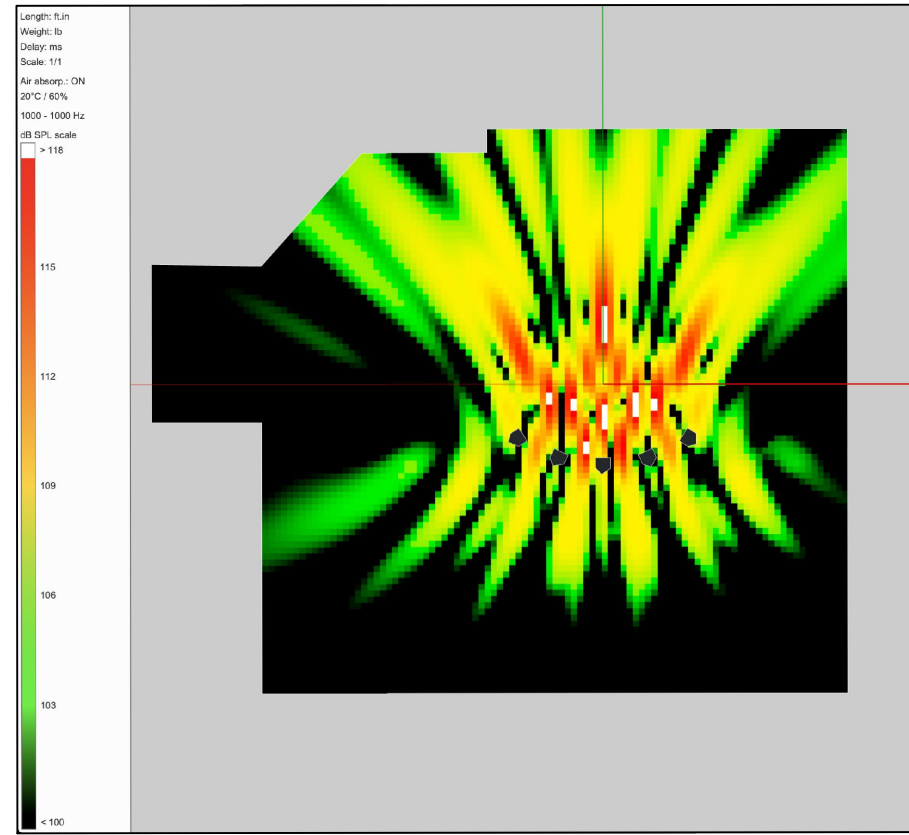 Length: ft.in
Weight: lb
Delay: ms
Scale: 1/1
Air absorp.: ON
20°C / 60%
1000 - 1000 Hz
dB SPL scale
> 118
115
112
109
106
103
< 100